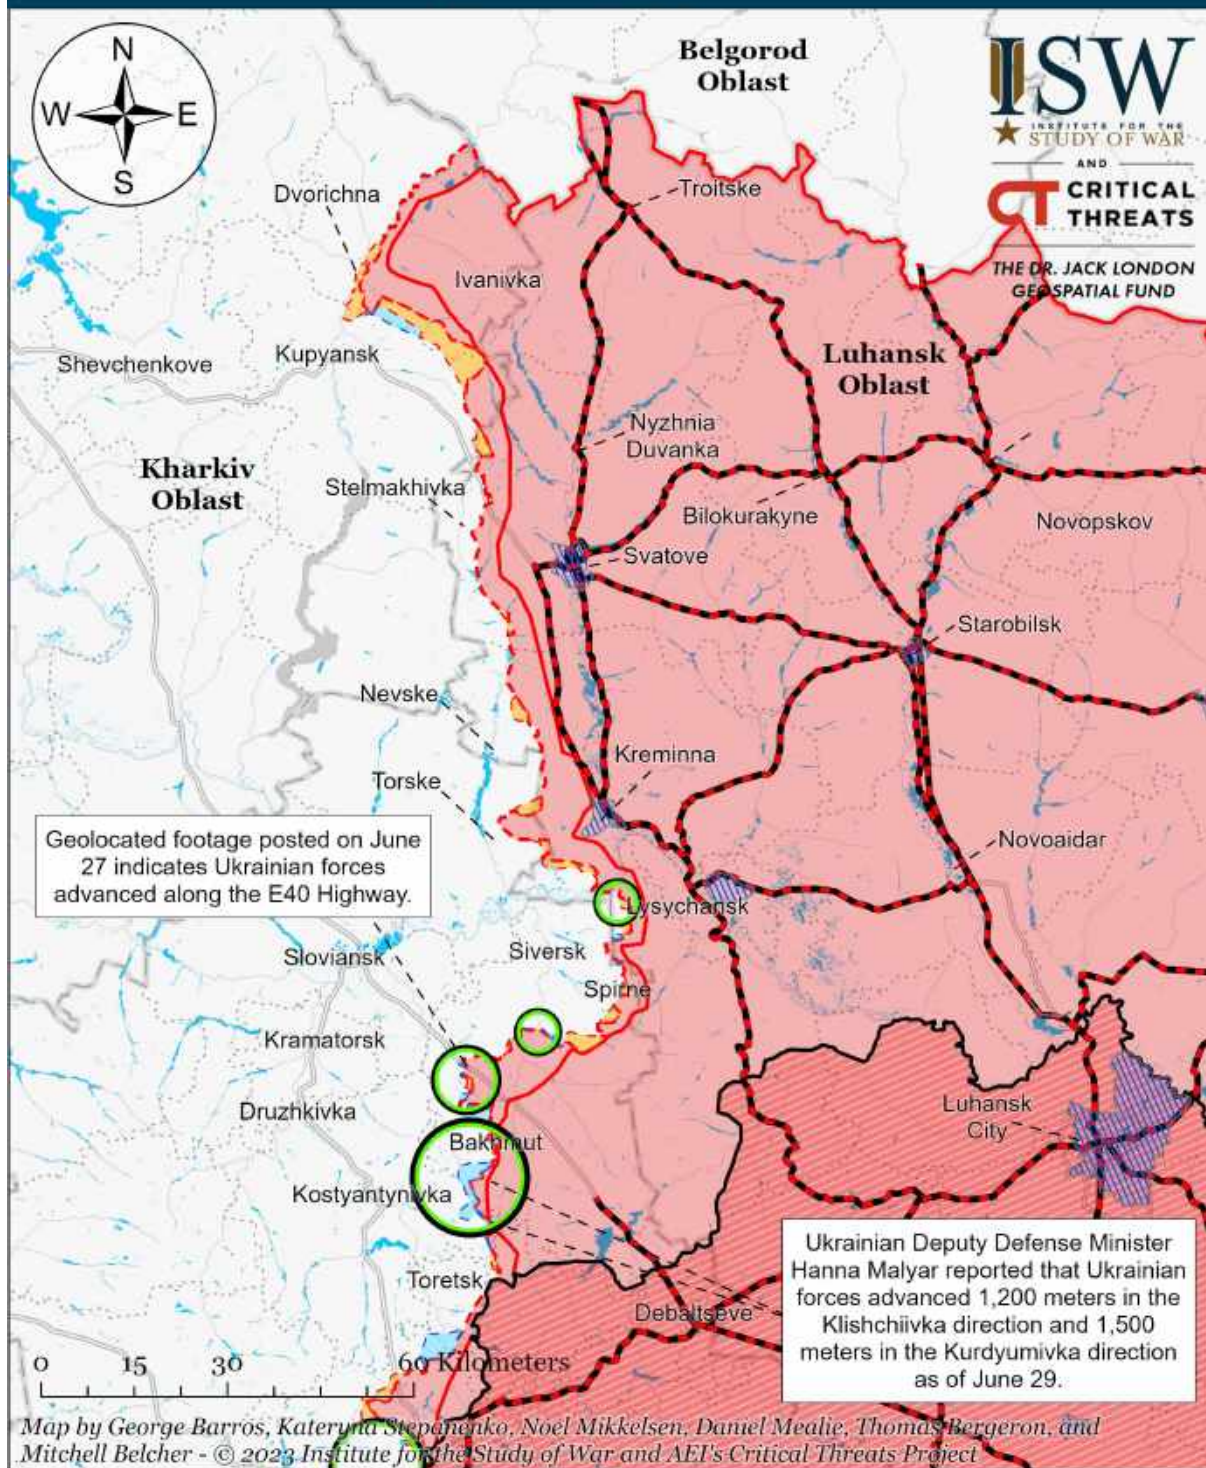 N
W
E
S
Belgorod
Oblast
ISW
INSTITUTE FOR THE
STUDY OF WAR
AND
CT CRITICAL
THREATS
THE DR. JACK LONDON
GEOSPATIAL FUND
Dvorichna
Troitske
Ivanivka
Shevchenkove
Kupyansk
Luhansk
Oblast
Nyzhnia
Duvanka
Kharkiv
Oblast
Stelmakhivka
Bilokurakyne
Novopskov
Svatove
Starobilsk
Nevske
Kreminna
Torske
Geolocated footage posted on June
27 indicates Ukrainian forces
advanced along the E40 Highway.
Novoaidar
Lysychansk
Sloviansk
Siversk
Spirne
Kramatorsk
Druzhkivka
Luhansk
City
Bakhmut
Kostyantynivka
Ukrainian Deputy Defense Minister
Hanna Malyar reported that Ukrainian
forces advanced 1,200 meters in the
Klishchiivka direction and 1,500
meters in the Kurdyumivka direction
as of June 29.
Toretsk
Debaltseve
0 15 30 60 Kilometers
Map by George Barros, Kateryna Stepanenko, Noel Mikkelsen, Daniel Mealie, Thomas Bergeron, and
Mitchell Belcher - © 2023 Institute for the Study of War and AEI's Critical Threats Project